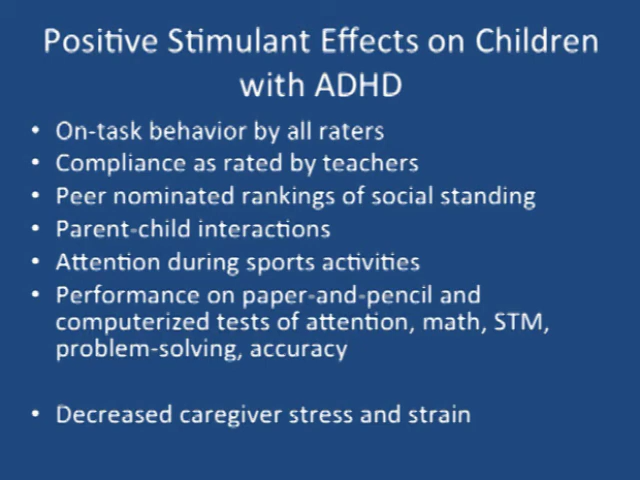 Positive Stimulant Effects on Children
with ADHD
• On-task behavior by all raters
• Compliance as rated by teachers
• Peer nominated rankings of social standing
• Parent-child interactions
• Attention during sports activities
• Performance on paper-and-pencil and
computerized tests of attention, math, STM,
problem-solving, accuracy
• Decreased caregiver stress and strain